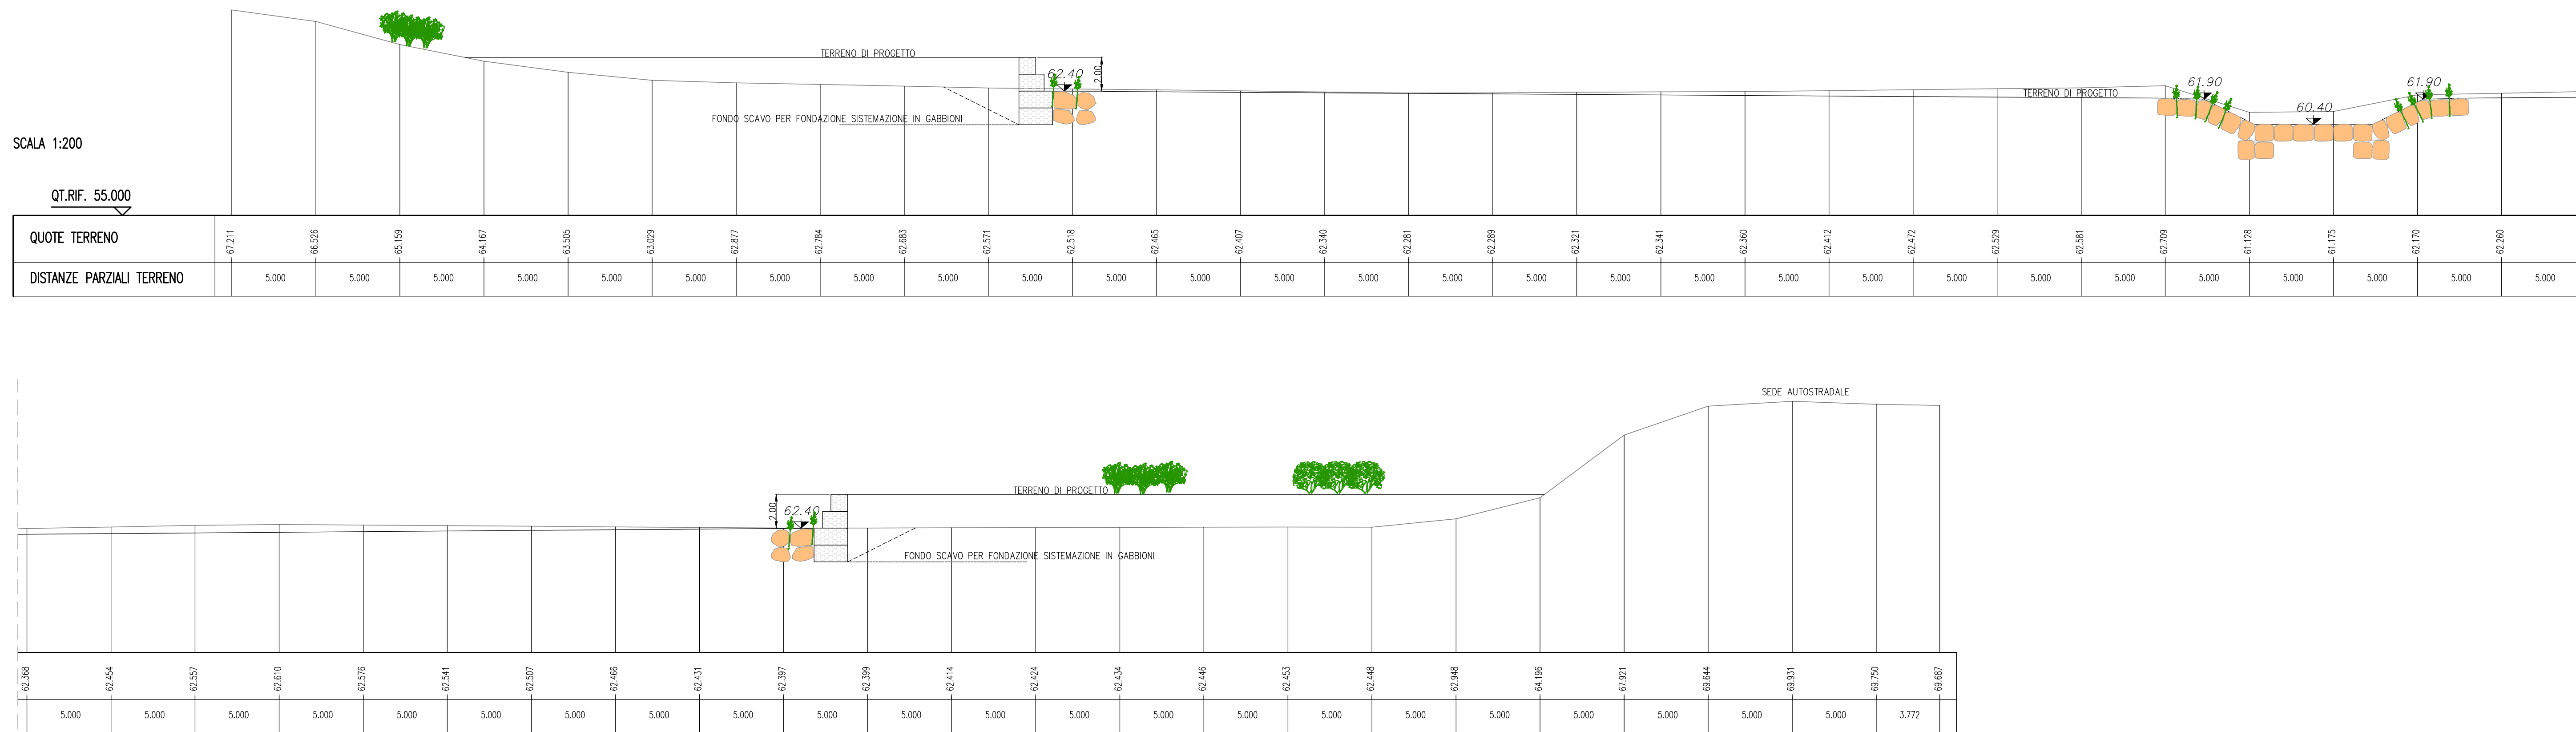 TERRENO DI PROGETTO
62.40
2.00
FONDO SCAVO PER FONDAZIONE SISTEMAZIONE IN GABBIONI
TERRENO DI PROGETTO
61.90
60.40
61.90
SCALA 1:200
QT.RIF. 55.000
QUOTE TERRENO 67.211 66.526 65.159 64.167 63.505 63.029 62.877 62.784 62.683 62.571 62.518 62.465 62.407 62.340 62.281 62.289 62.321 62.341 62.360 62.412 62.472 62.529 62.581 62.709 61.128 61.175 62.170 62.260
DISTANZE PARZIALI TERRENO 5.000 5.000 5.000 5.000 5.000 5.000 5.000 5.000 5.000 5.000 5.000 5.000 5.000 5.000 5.000 5.000 5.000 5.000 5.000 5.000 5.000 5.000 5.000 5.000 5.000 5.000 5.000 5.000
SEDE AUTOSTRADALE
TERRENO DI PROGETTO
2.00
62.40
FONDO SCAVO PER FONDAZIONE SISTEMAZIONE IN GABBIONI
62.368 62.454 62.557 62.610 62.576 62.541 62.507 62.466 62.431 62.397 62.399 62.414 62.424 62.434 62.446 62.453 62.448 62.948 64.196 67.921 69.644 69.931 69.750 69.687
5.000 5.000 5.000 5.000 5.000 5.000 5.000 5.000 5.000 5.000 5.000 5.000 5.000 5.000 5.000 5.000 5.000 5.000 5.000 5.000 5.000 5.000 3.772